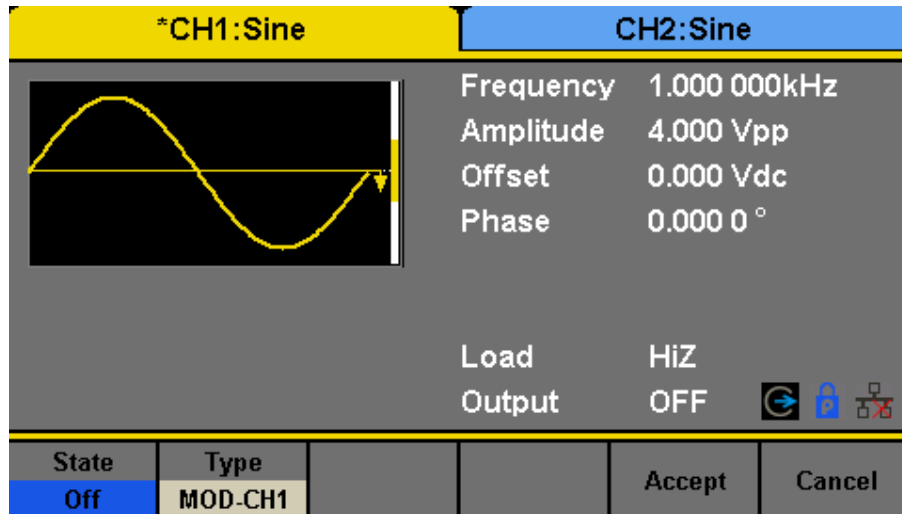 *CH1:Sine CH2:Sine
Frequency 1.000 000kHz
Amplitude 4.000 Vpp
Offset 0.000 Vdc
Phase 0.000 0 °
Load HiZ
Output OFF P
State Type Accept Cancel
Off MOD-CH1